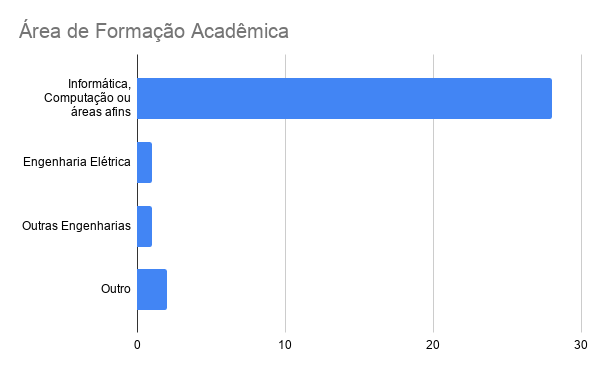 Área de Formação Acadêmica
Informática,
Computação ou
áreas afins
Engenharia Elétrica
Outras Engenharias
Outro
0
10
20
30